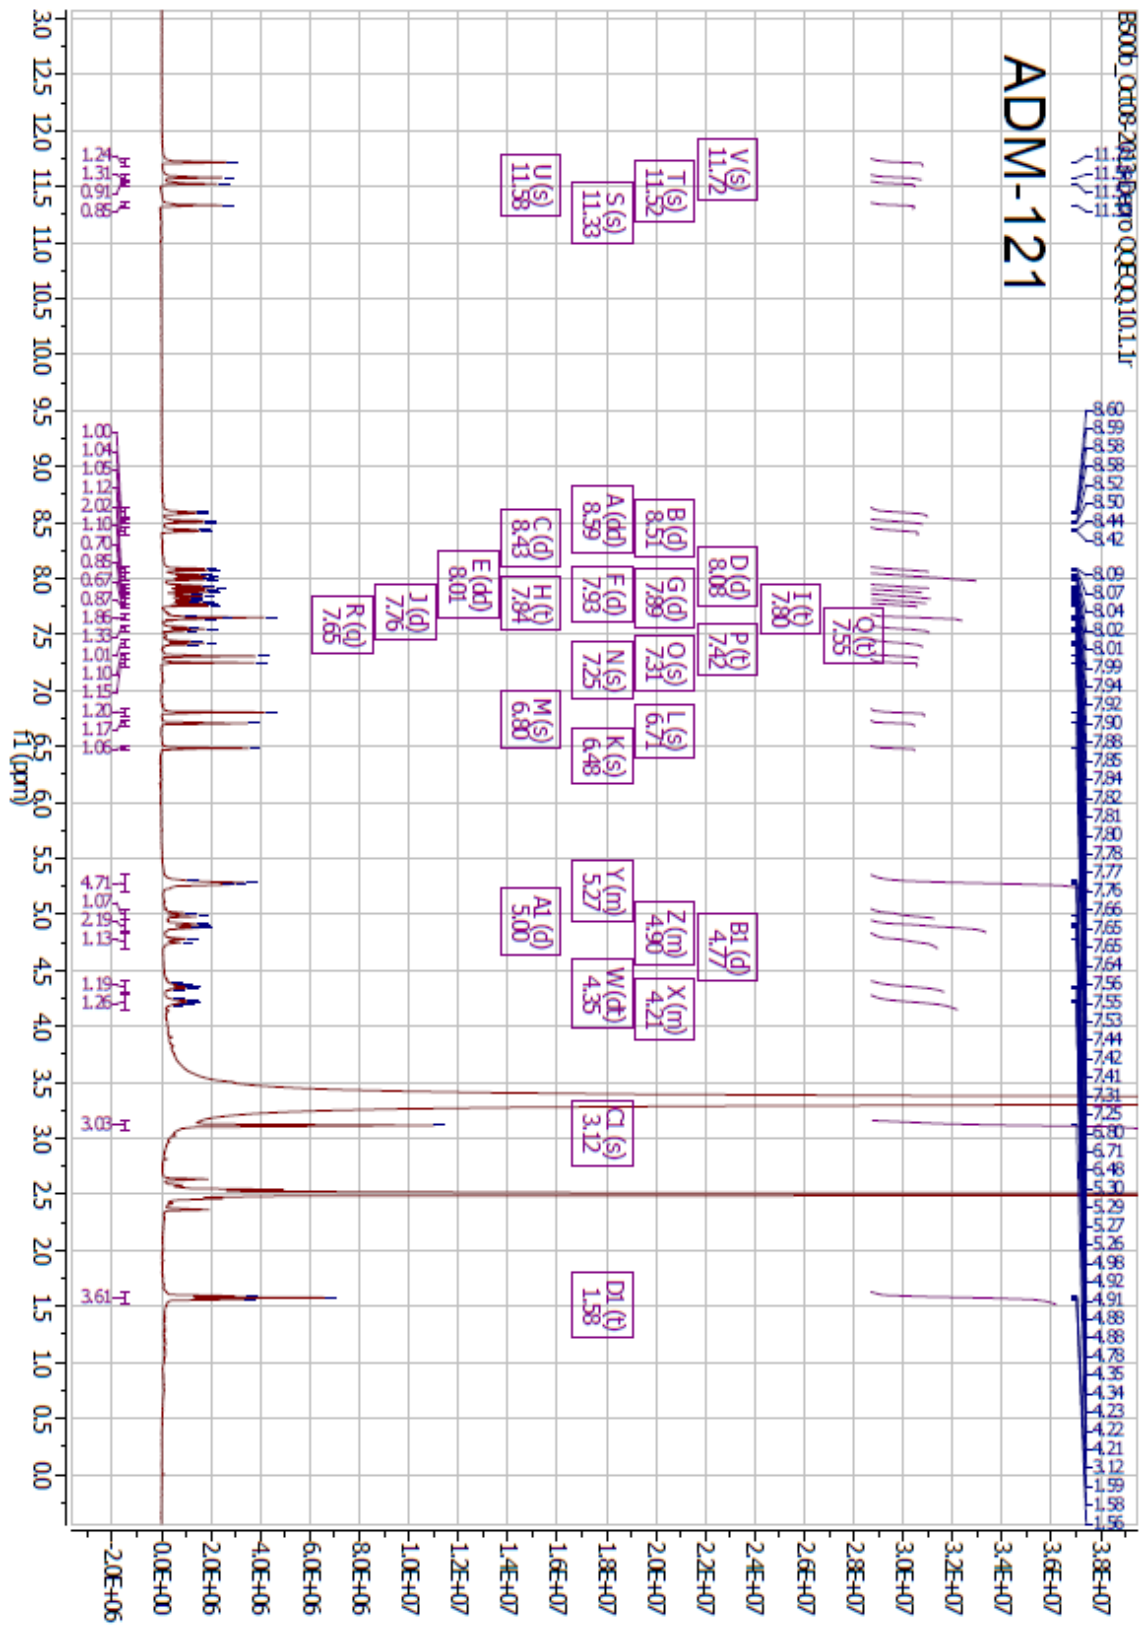 B500b_Oct08-2013-Depro QQEQQ.10.1.1r
ADM-121
8.60
8.59
8.58
8.58
8.52
8.50
8.44
8.42
8.09
8.07
8.04
8.02
8.01
7.99
7.94
7.92
7.90
7.88
7.85
7.84
7.82
7.81
7.80
7.78
7.77
7.76
7.66
7.65
7.65
7.64
7.56
7.55
7.53
7.44
7.42
7.41
7.31
7.25
6.80
6.71
6.48
5.30
5.29
5.27
5.26
4.98
4.92
4.91
4.88
4.88
4.78
4.35
4.34
4.23
4.22
4.21
3.12
1.59
1.58
1.56
V (s)
11.72
T (s)
11.52
S (s)
11.33
U (s)
11.58
Q (t)
7.55
I (t)
7.80
D (d)
8.08
P (t)
7.42
B (d)
8.51
G (d)
7.89
O (s)
7.31
L (s)
6.71
A (dd)
8.59
F (d)
7.93
N (s)
7.25
K (s)
6.48
C (d)
8.43
H (t)
7.84
M (s)
6.80
E (dd)
8.01
J (d)
7.76
R (q)
7.65
B1 (d)
4.77
Z (m)
4.90
X (m)
4.21
Y (m)
5.27
W (dt)
4.35
A1 (d)
5.00
C1 (s)
3.12
D1 (t)
1.58
3.8E+07
3.6E+07
3.4E+07
3.2E+07
3.0E+07
2.8E+07
2.6E+07
2.4E+07
2.2E+07
2.0E+07
1.8E+07
1.6E+07
1.4E+07
1.2E+07
1.0E+07
8.0E+06
6.0E+06
4.0E+06
2.0E+06
0.0E+00
-2.0E+06
1.24
1.31
0.91
0.85
1.00
1.04
1.05
1.12
2.02
1.10
0.70
0.85
0.67
0.87
1.86
1.33
1.01
1.10
1.15
1.20
1.17
1.06
4.71
1.07
2.19
1.13
1.19
1.26
3.03
3.61
3.0 12.5 12.0 11.5 11.0 10.5 10.0 9.5 9.0 8.5 8.0 7.5 7.0 6.5 6.0 5.5 5.0 4.5 4.0 3.5 3.0 2.5 2.0 1.5 1.0 0.5 0.0
f1 (ppm)